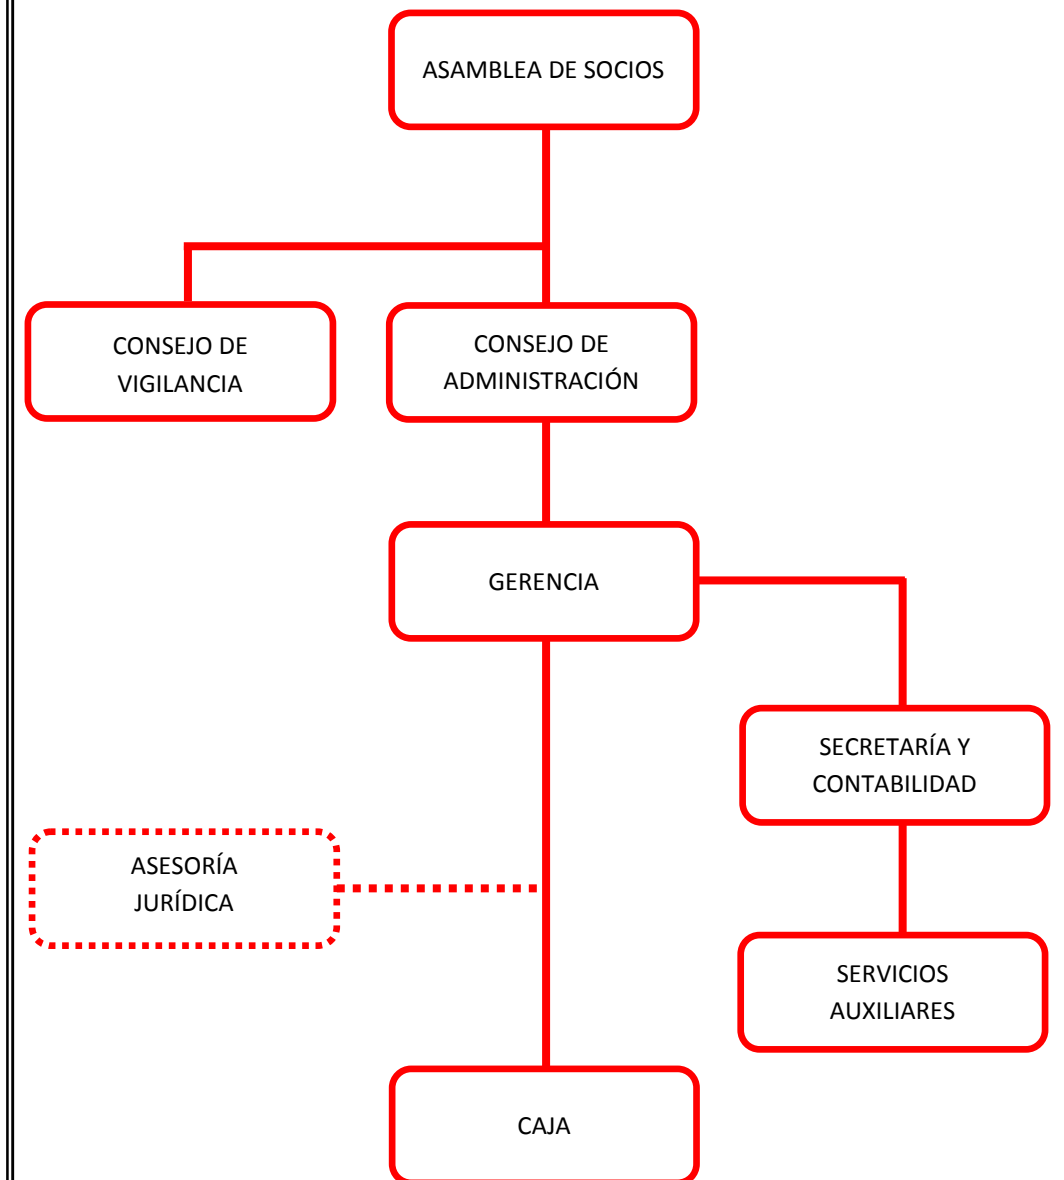 ASAMBLEA DE SOCIOS
CONSEJO DE
VIGILANCIA
CONSEJO DE
ADMINISTRACIÓN
GERENCIA
SECRETARÍA Y
CONTABILIDAD
ASESORÍA
JURÍDICA
SERVICIOS
AUXILIARES
CAJA